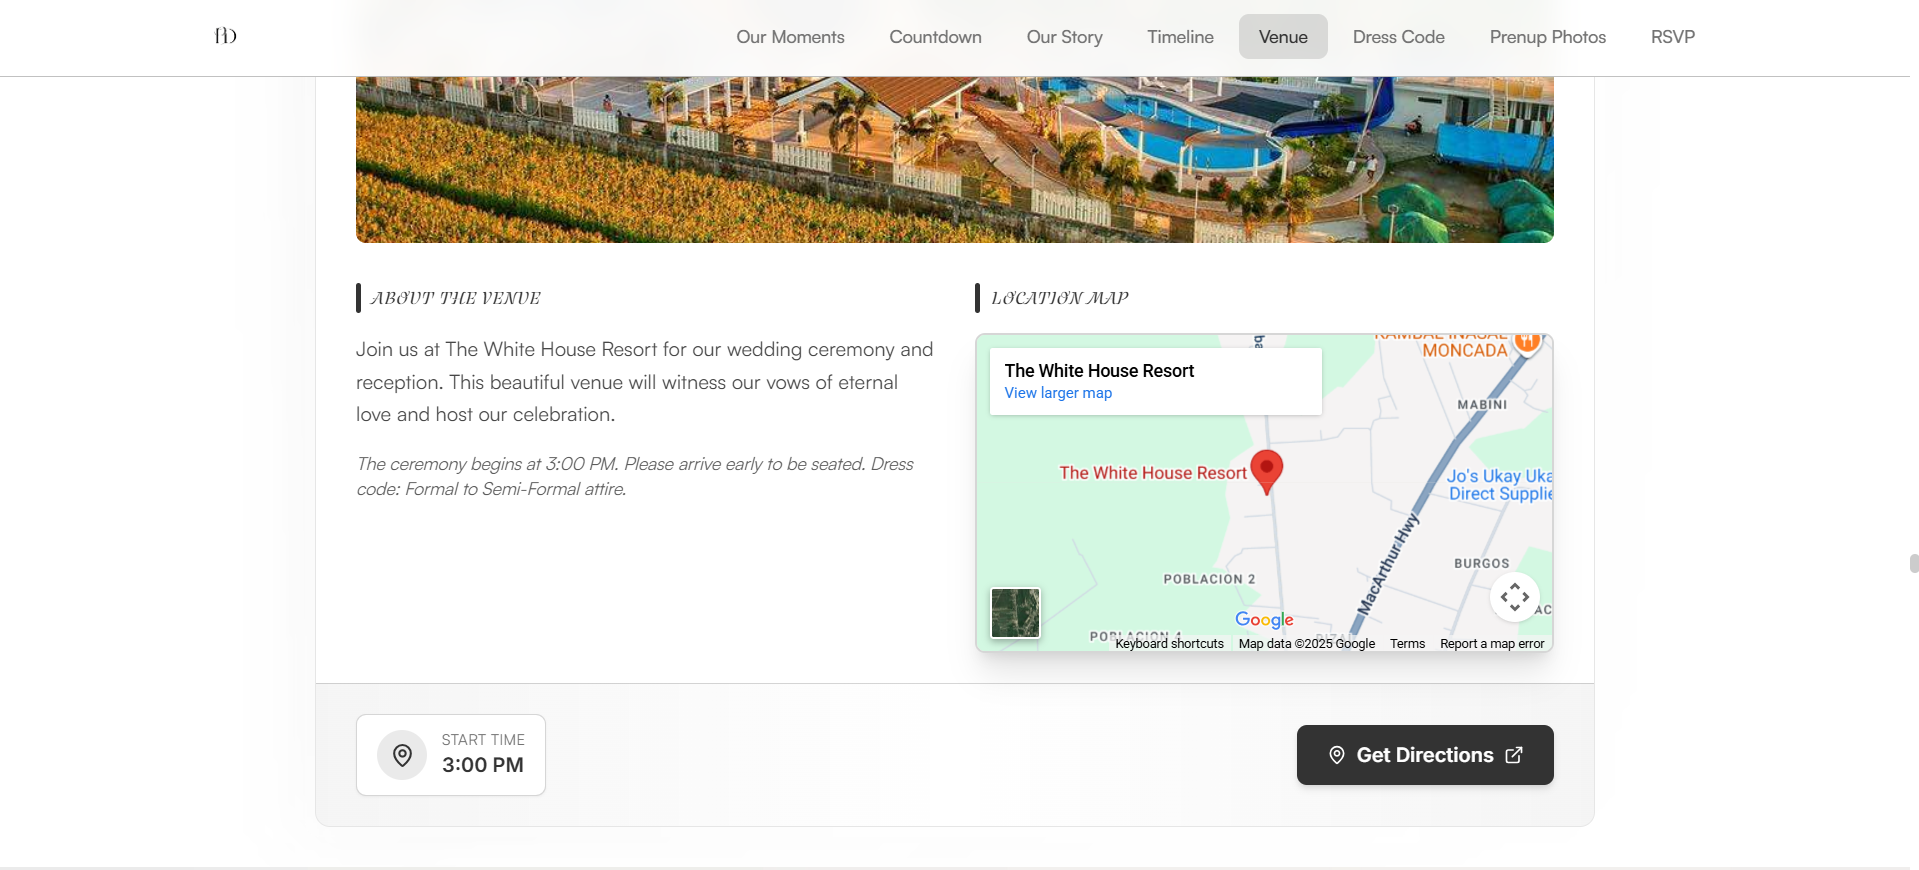 Our Moments
Countdown
Our Story
Timeline
Venue
Dress Code
Prenup Photos
RSVP
ABOUT THE VENUE
Join us at The White House Resort for our wedding ceremony and
reception. This beautiful venue will witness our vows of eternal
love and host our celebration.
The ceremony begins at 3:00 PM. Please arrive early to be seated. Dress
code: Formal to Semi-Formal attire.
LOCATION MAP
The White House Resort
View larger map
MONCADA
MABINI
The White House Resort
Jo's Ukay Uka
Direct Supplie
MacArthur Hwy
BURGOS
POBLACION 2
Google
POBLACION 4
Keyboard shortcuts
Map data ©2025 Google
Terms
Report a map error
START TIME
3:00 PM
Get Directions